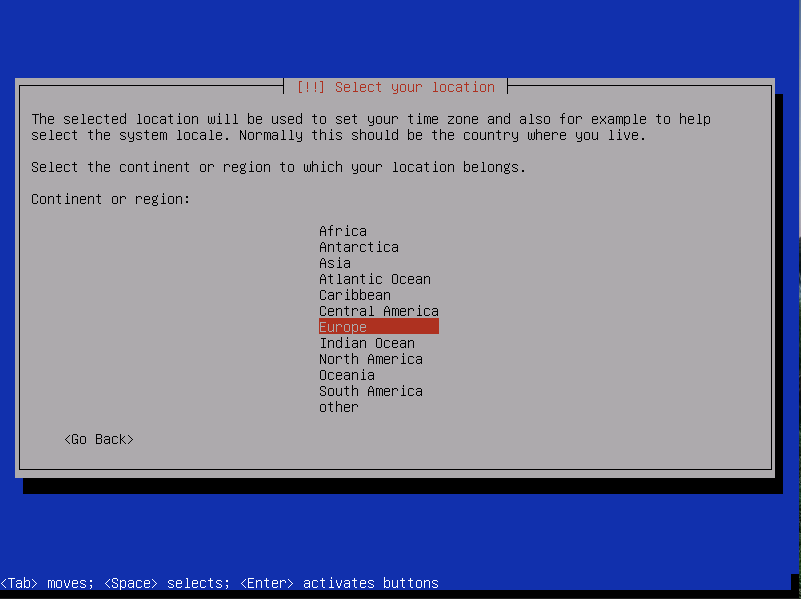 [!!] Select your location
The selected location will be used to set your time zone and also for example to help
select the system locale. Normally this should be the country where you live.
Select the continent or region to which your location belongs.
Continent or region:
Africa
Antarctica
Asia
Atlantic Ocean
Caribbean
Central America
Europe
Indian Ocean
North America
Oceania
South America
other
<Go Back>
<Tab> moves; <Space> selects; <Enter> activates buttons